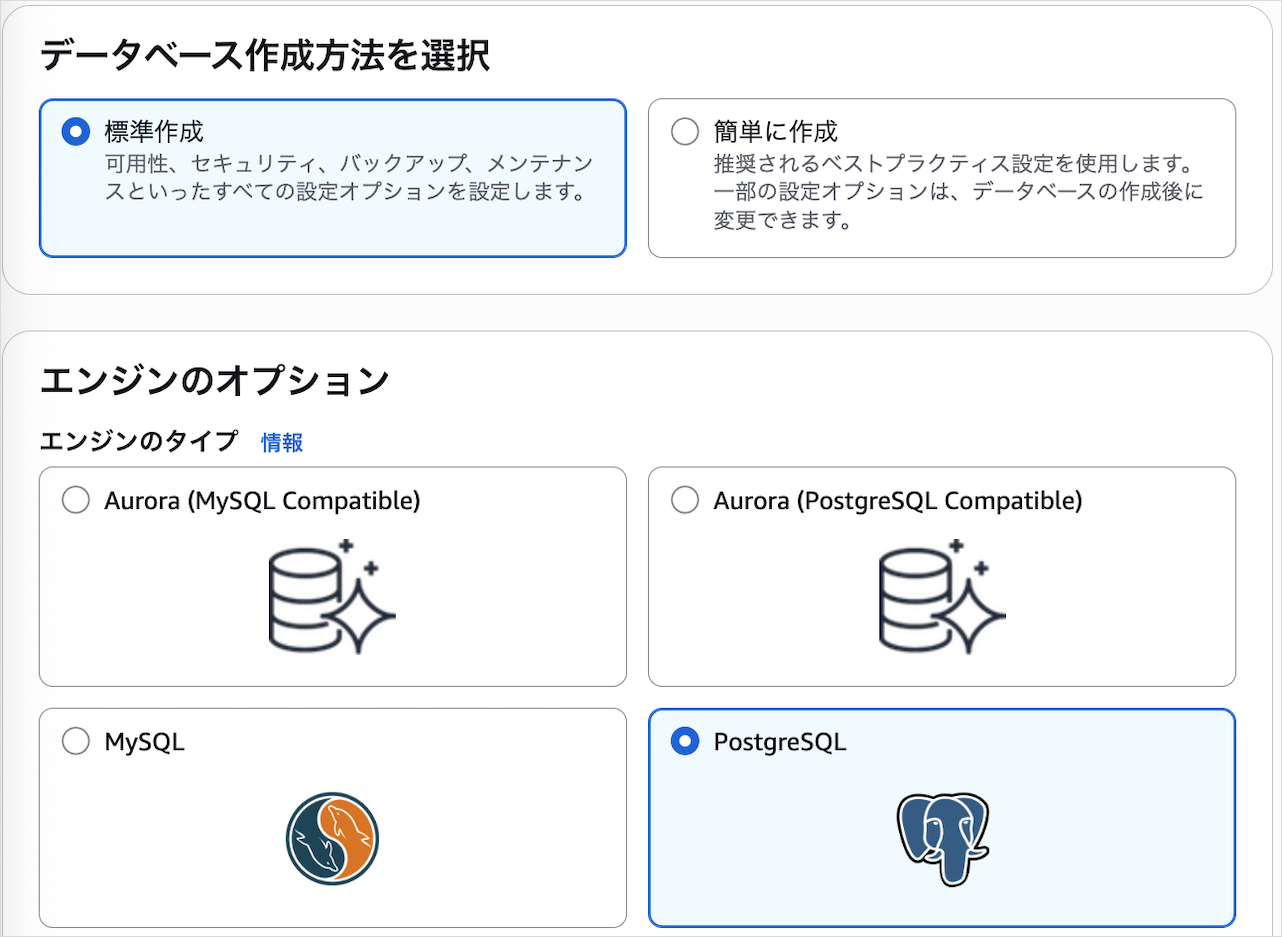 データベース作成方法を選択
標準作成
可用性、セキュリティ、バックアップ、メンテナン
スといったすべての設定オプションを設定します。
簡単に作成
推奨されるベストプラクティス設定を使用します。
一部の設定オプションは、データベースの作成後に
変更できます。
エンジンのオプション
エンジンのタイプ 情報
Aurora (MySQL Compatible)
Aurora (PostgreSQL Compatible)
MySQL
PostgreSQL